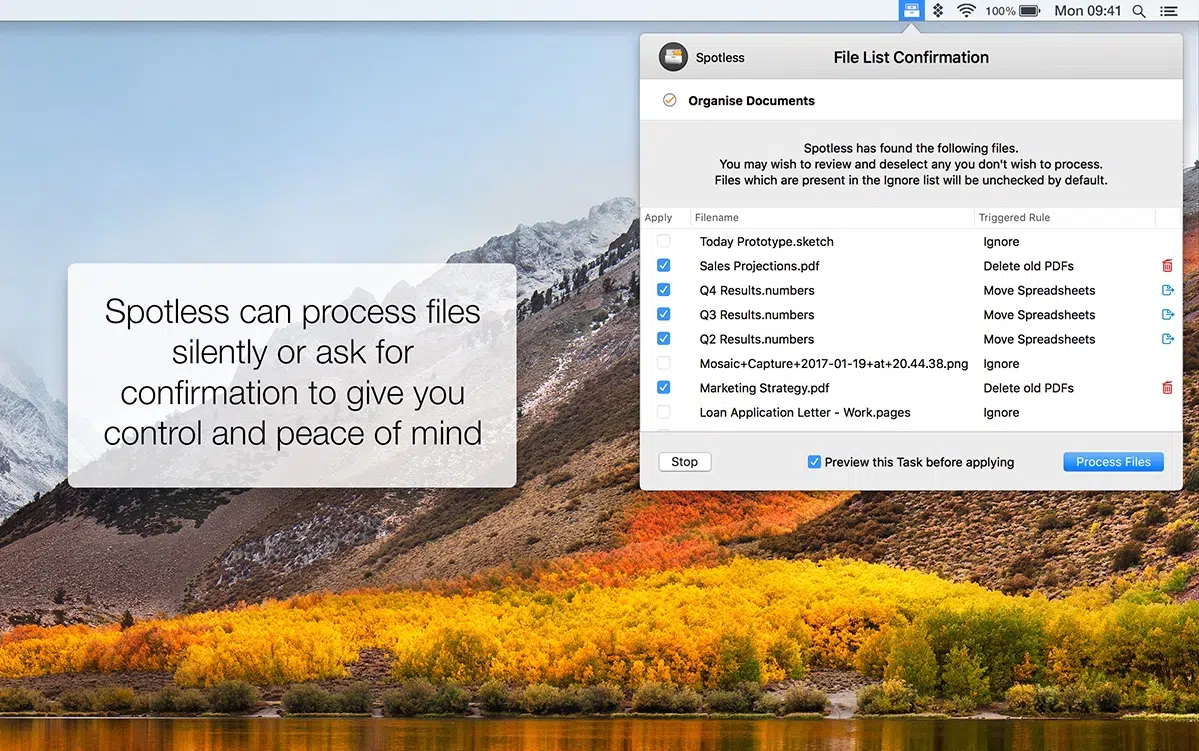 100% Mon 09:41
Spotless File List Confirmation
Organise Documents
Spotless has found the following files.
You may wish to review and deselect any you don't wish to process.
Files which are present in the Ignore list will be unchecked by default.
Apply Filename Triggered Rule
Today Prototype.sketch Ignore
Sales Projections.pdf Delete old PDFs
Q4 Results.numbers Move Spreadsheets
Q3 Results.numbers Move Spreadsheets
Q2 Results.numbers Move Spreadsheets
Mosaic+Capture+2017-01-19+at+20.44.38.png Ignore
Marketing Strategy.pdf Delete old PDFs
Loan Application Letter - Work.pages Ignore
Stop Preview this Task before applying Process Files
Spotless can process files
silently or ask for
confirmation to give you
control and peace of mind